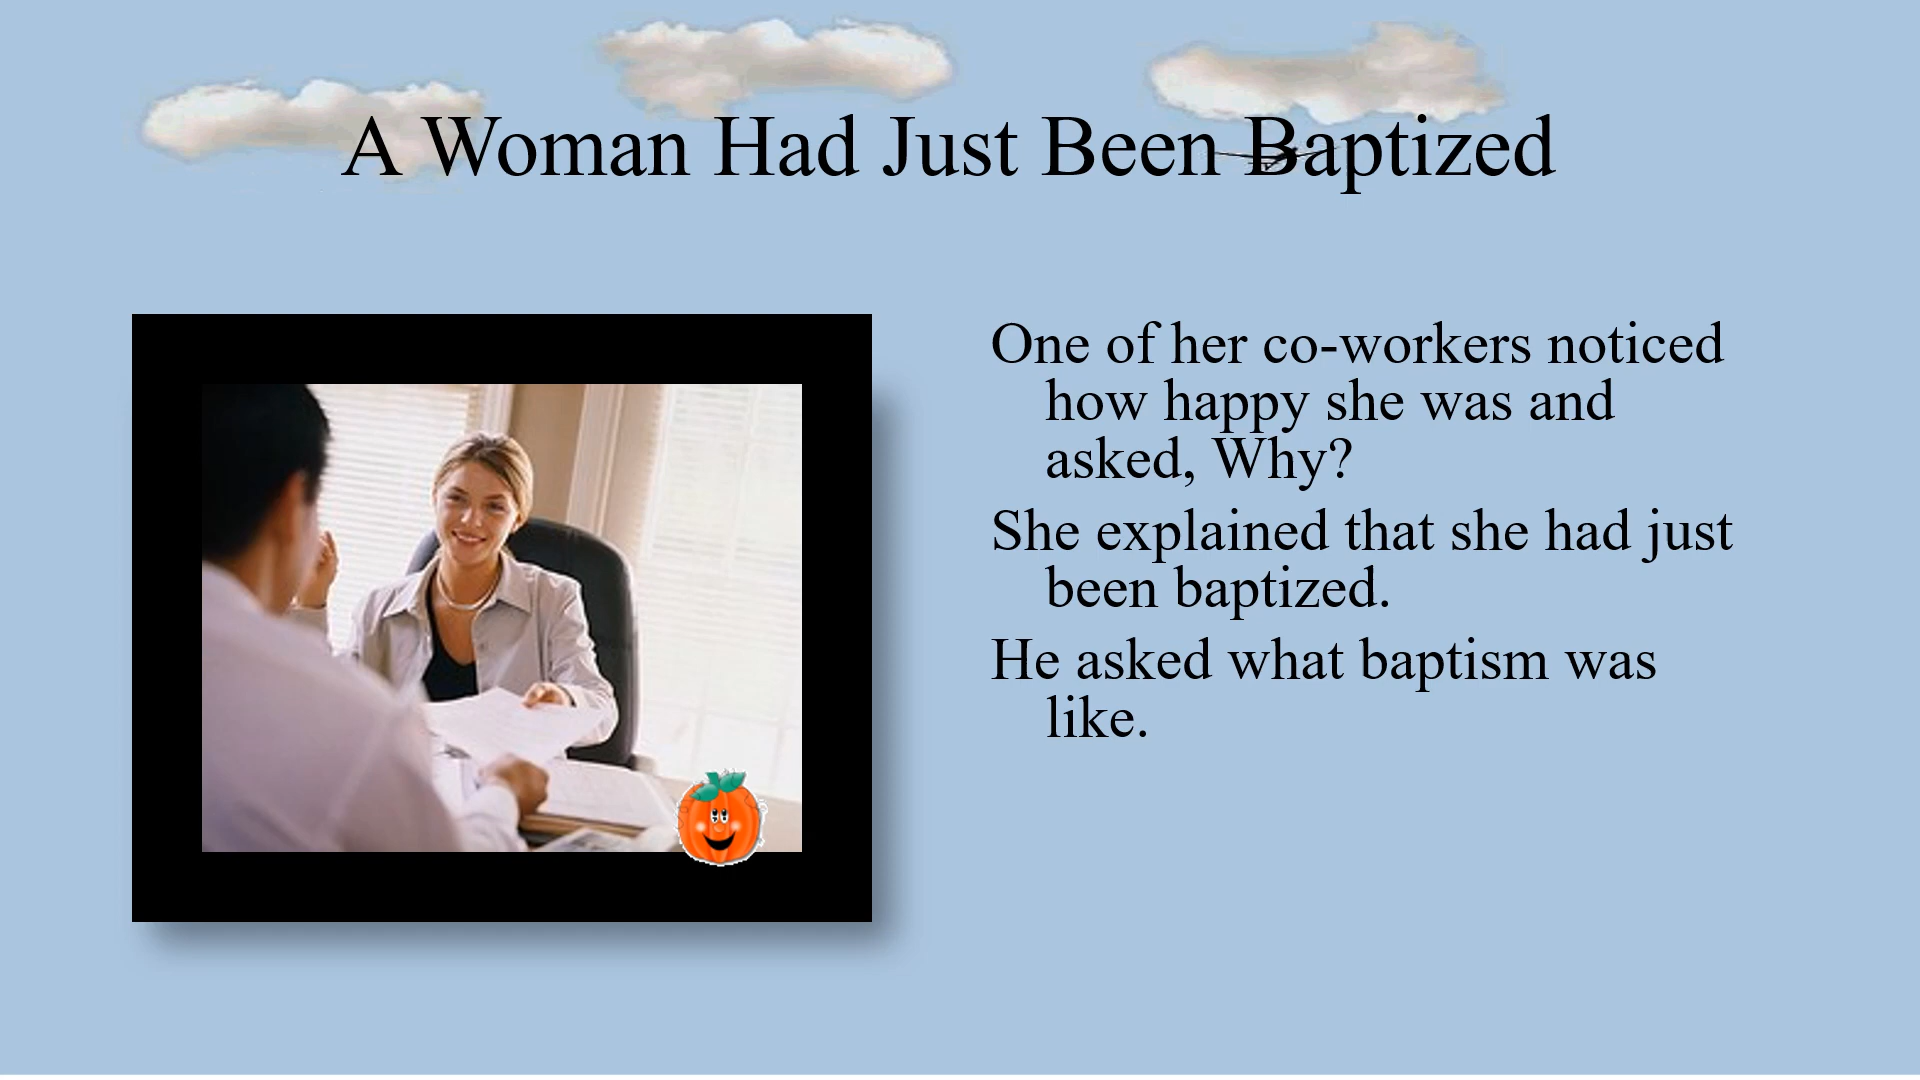 A Woman Had Just Been Baptized
One of her co-workers noticed
how happy she was and
asked, Why?
She explained that she had just
been baptized.
He asked what baptism was
like.